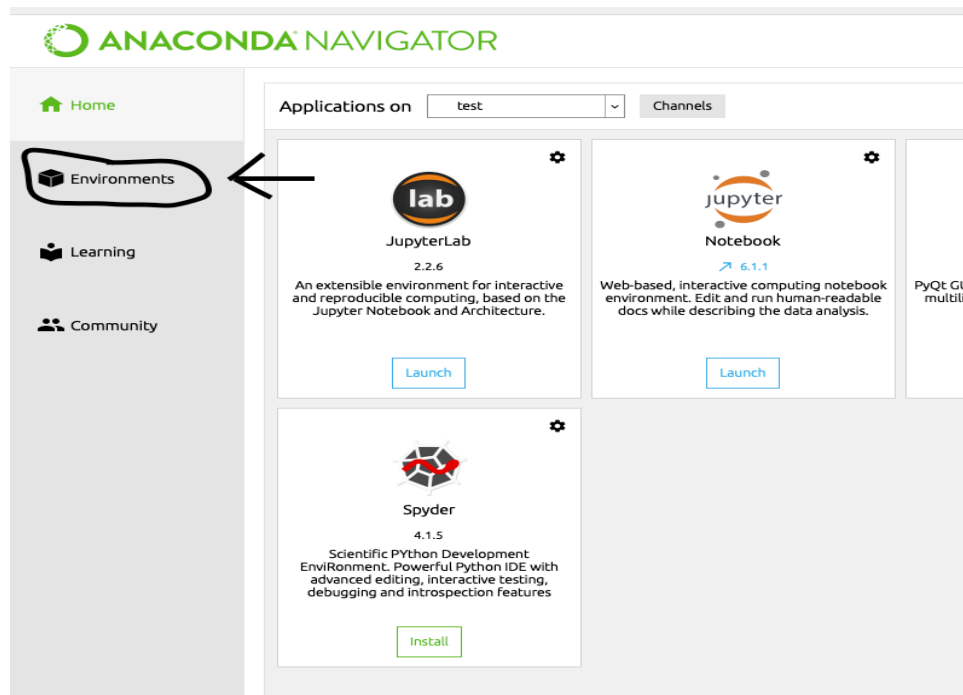 ANACONDA NAVIGATOR
Home
Environments
Learning
Community
Applications on test Channels
lab
JupyterLab
2.2.6
An extensible environment for interactive
and reproducible computing, based on the
Jupyter Notebook and Architecture.
Launch
jupyter
Notebook
6.1.1
Web-based, interactive computing notebook
environment. Edit and run human-readable
docs while describing the data analysis.
Launch
PyQt
multil
Spyder
4.1.5
Scientific PYthon Development
EnviRonment. Powerful Python IDE with
advanced editing, interactive testing,
debugging and introspection features
Install